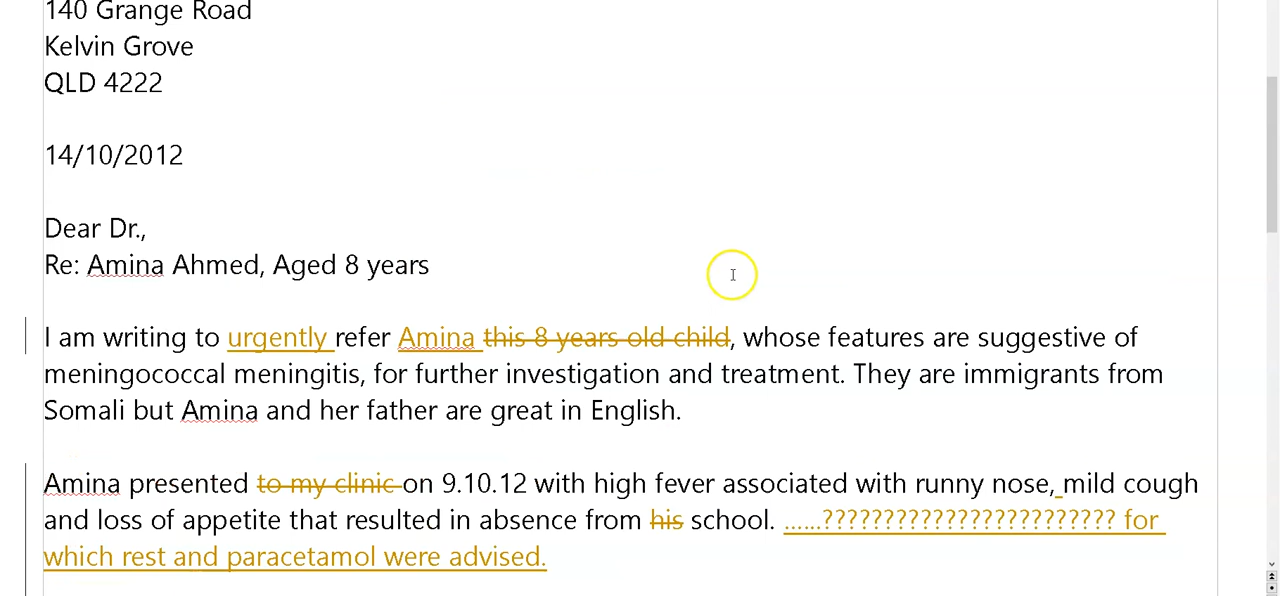 140 Grange Road
Kelvin Grove
QLD 4222
14/10/2012
Dear Dr.,
Re: Amina Ahmed, Aged 8 years
I am writing to urgently refer Amina this 8 years old child, whose features are suggestive of
meningococcal meningitis, for further investigation and treatment. They are immigrants from
Somali but Amina and her father are great in English.
Amina presented to my clinic on 9.10.12 with high fever associated with runny nose, mild cough
and loss of appetite that resulted in absence from his school. ......??????????????????????? for
which rest and paracetamol were advised.